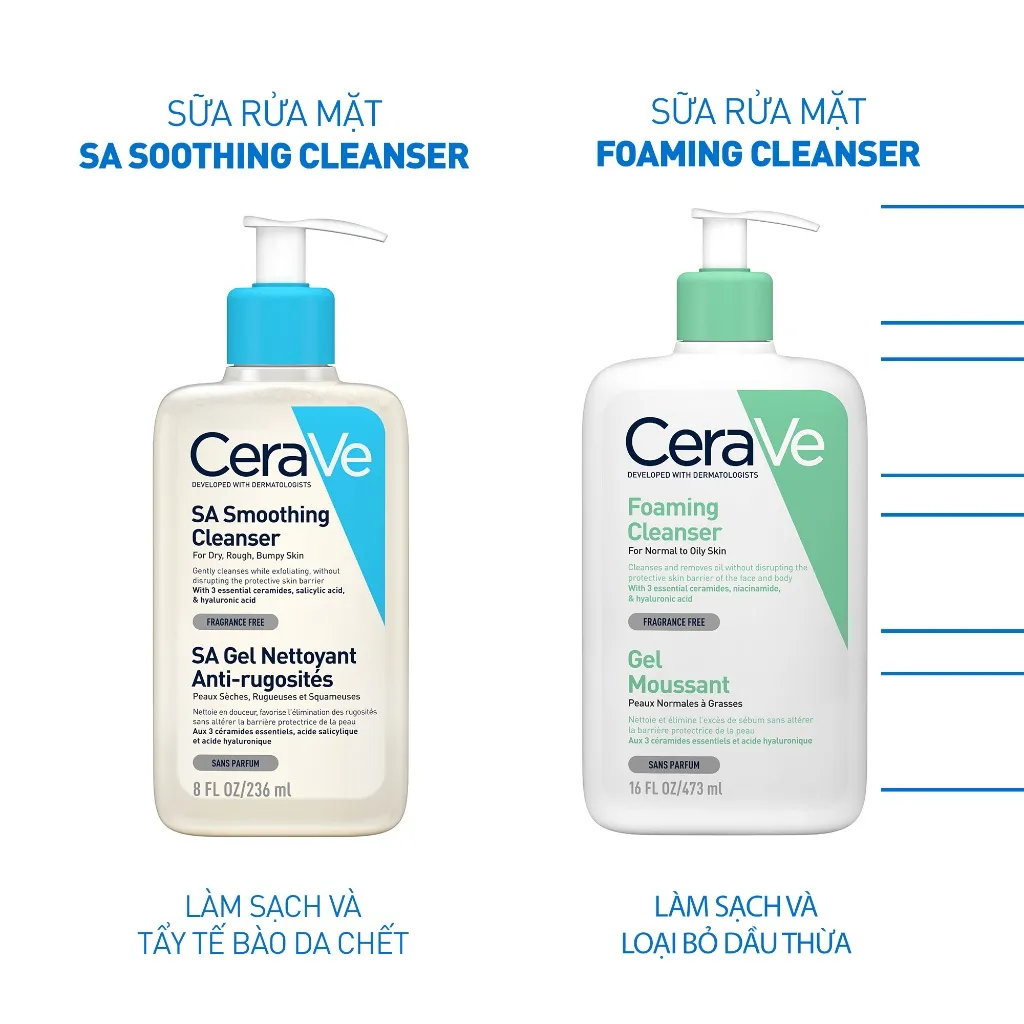 SỮA RỬA MẶT
SA SOOTHING CLEANSER
CeraVe
DEVELOPED WITH DERMATOLOGISTS
SA Smoothing
Cleanser
For Dry, Rough, Bumpy Skin
Gently cleanses while exfoliating, without
disrupting the protective skin barrier
With 3 essential ceramides, salicylic acid,
& hyaluronic acid
FRAGRANCE FREE
SA Gel Nettoyant
Anti-rugosités
Peaux Sèches, Rugueuses et Squameuses
Nettoie en douceur, favorise l'élimination des rugosités
sans altérer la barrière protectrice de la peau
Aux 3 céramides essentiels, acide salicylique
et acide hyaluronique
SANS PARFUM
8 FL OZ/236 ml
LÀM SẠCH VÀ
TẨY TẾ BÀO DA CHẾT
SỮA RỬA MẶT
FOAMING CLEANSER
CeraVe
DEVELOPED WITH DERMATOLOGISTS
Foaming
Cleanser
For Normal to Oily Skin
Cleanses and removes oil without disrupting the
protective skin barrier of the face and body
With 3 essential ceramides, niacinamide,
& hyaluronic acid
FRAGRANCE FREE
Gel
Moussant
Peaux Normales à Grasses
Nettoie et élimine l'excès de sébum sans altérer
la barrière protectrice de la peau
Aux 3 céramides essentiels et acide hyaluronique
SANS PARFUM
16 FL OZ/473 ml
LÀM SẠCH VÀ
LOẠI BỎ DẦU THỪA